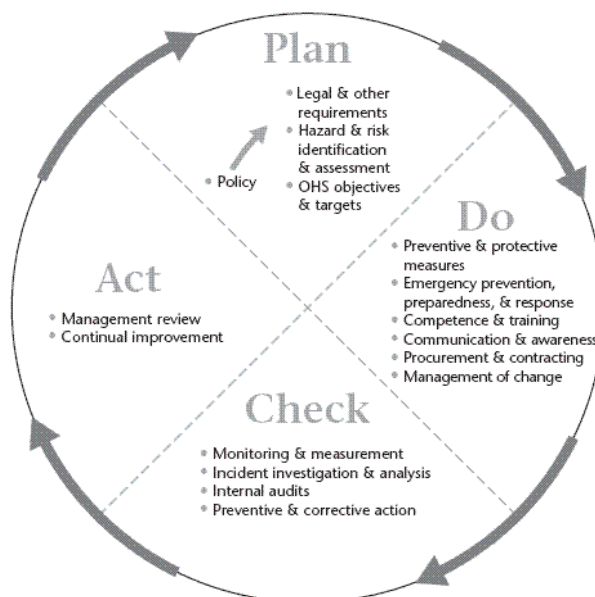 Plan
• Legal & other
requirements
• Hazard & risk
identification
& assessment
• OHS objectives
& targets
• Policy
Do
• Preventive & protective
measures
• Emergency prevention,
preparedness, & response
• Competence & training
• Communication & awareness
• Procurement & contracting
• Management of change
Check
• Monitoring & measurement
• Incident investigation & analysis
• Internal audits
• Preventive & corrective action
Act
• Management review
• Continual improvement